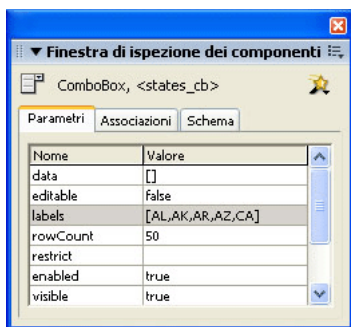 Finestra di ispezione dei componenti
ComboBox, <states_cb>
Parametri Associazioni Schema
Nome Valore
data []
editable false
labels [AL,AK,AR,AZ,CA]
rowCount 50
restrict
enabled true
visible true